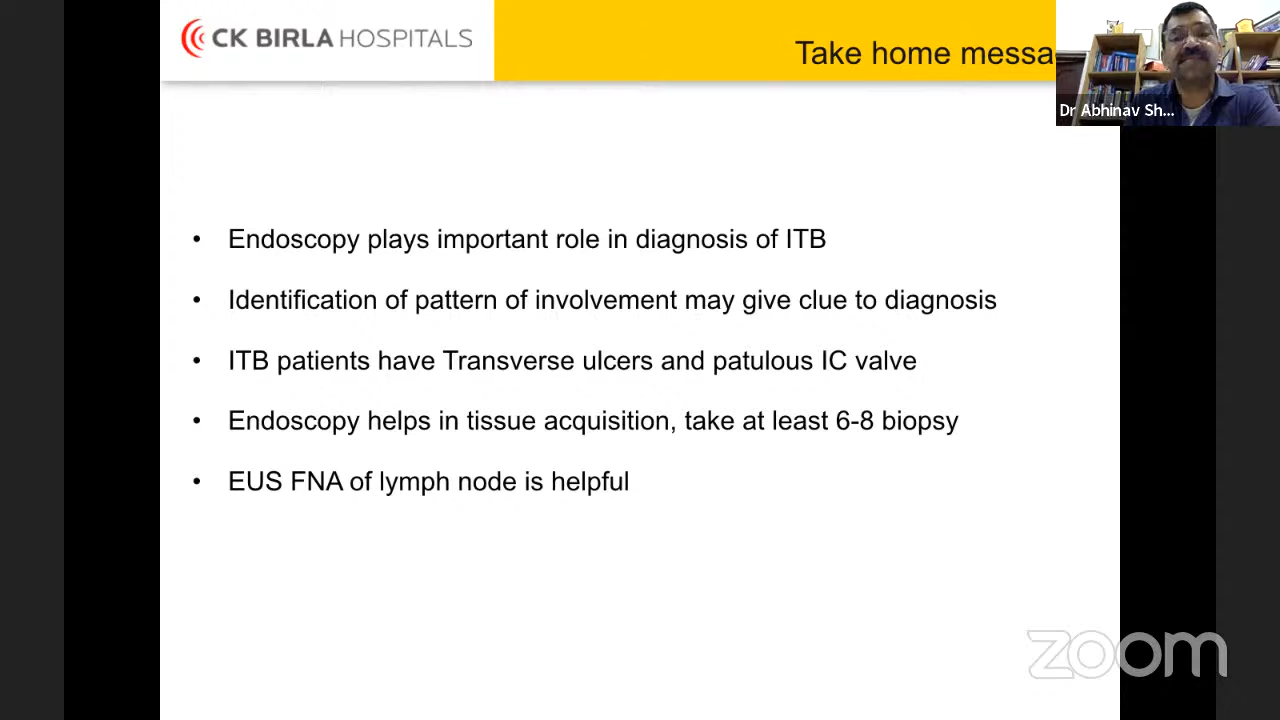 CK BIRLA HOSPITALS
Take home messa
Dr Abhinav Sh...
• Endoscopy plays important role in diagnosis of ITB
• Identification of pattern of involvement may give clue to diagnosis
• ITB patients have Transverse ulcers and patulous IC valve
• Endoscopy helps in tissue acquisition, take at least 6-8 biopsy
• EUS FNA of lymph node is helpful
zoom